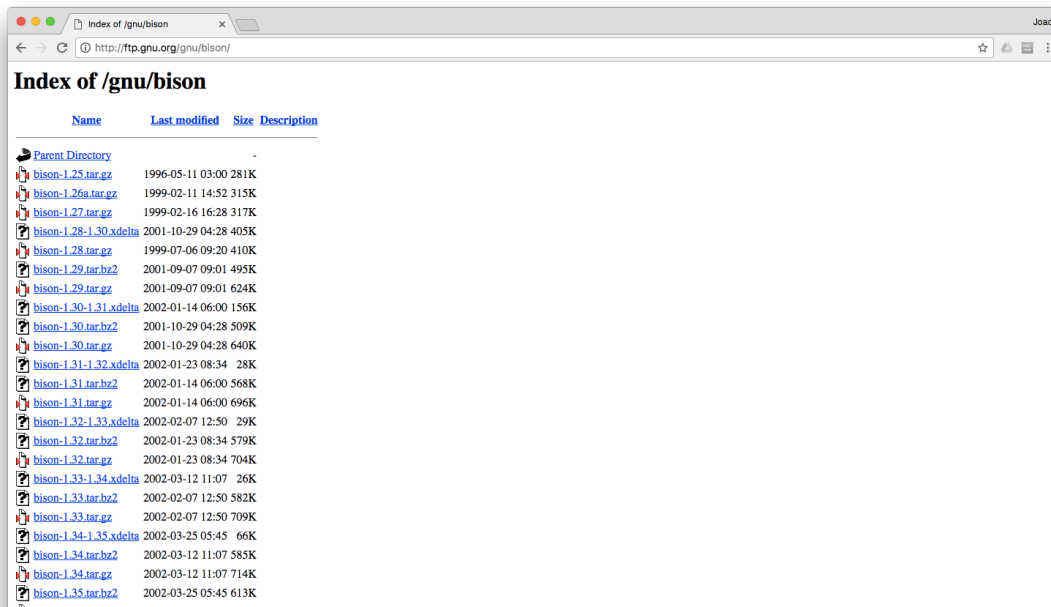 Index of /gnu/bison
Joac
http://ftp.gnu.org/gnu/bison/
Index of /gnu/bison
Name Last modified Size Description
Parent Directory -
bison-1.25.tar.gz 1996-05-11 03:00 281K
bison-1.26a.tar.gz 1999-02-11 14:52 315K
bison-1.27.tar.gz 1999-02-16 16:28 317K
bison-1.28-1.30.xdelta 2001-10-29 04:28 405K
bison-1.28.tar.gz 1999-07-06 09:20 410K
bison-1.29.tar.bz2 2001-09-07 09:01 495K
bison-1.29.tar.gz 2001-09-07 09:01 624K
bison-1.30-1.31.xdelta 2002-01-14 06:00 156K
bison-1.30.tar.bz2 2001-10-29 04:28 509K
bison-1.30.tar.gz 2001-10-29 04:28 640K
bison-1.31-1.32.xdelta 2002-01-23 08:34 28K
bison-1.31.tar.bz2 2002-01-14 06:00 568K
bison-1.31.tar.gz 2002-01-14 06:00 696K
bison-1.32-1.33.xdelta 2002-02-07 12:50 29K
bison-1.32.tar.bz2 2002-01-23 08:34 579K
bison-1.32.tar.gz 2002-01-23 08:34 704K
bison-1.33-1.34.xdelta 2002-03-12 11:07 26K
bison-1.33.tar.bz2 2002-02-07 12:50 582K
bison-1.33.tar.gz 2002-02-07 12:50 709K
bison-1.34-1.35.xdelta 2002-03-25 05:45 66K
bison-1.34.tar.bz2 2002-03-12 11:07 585K
bison-1.34.tar.gz 2002-03-12 11:07 714K
bison-1.35.tar.bz2 2002-03-25 05:45 613K